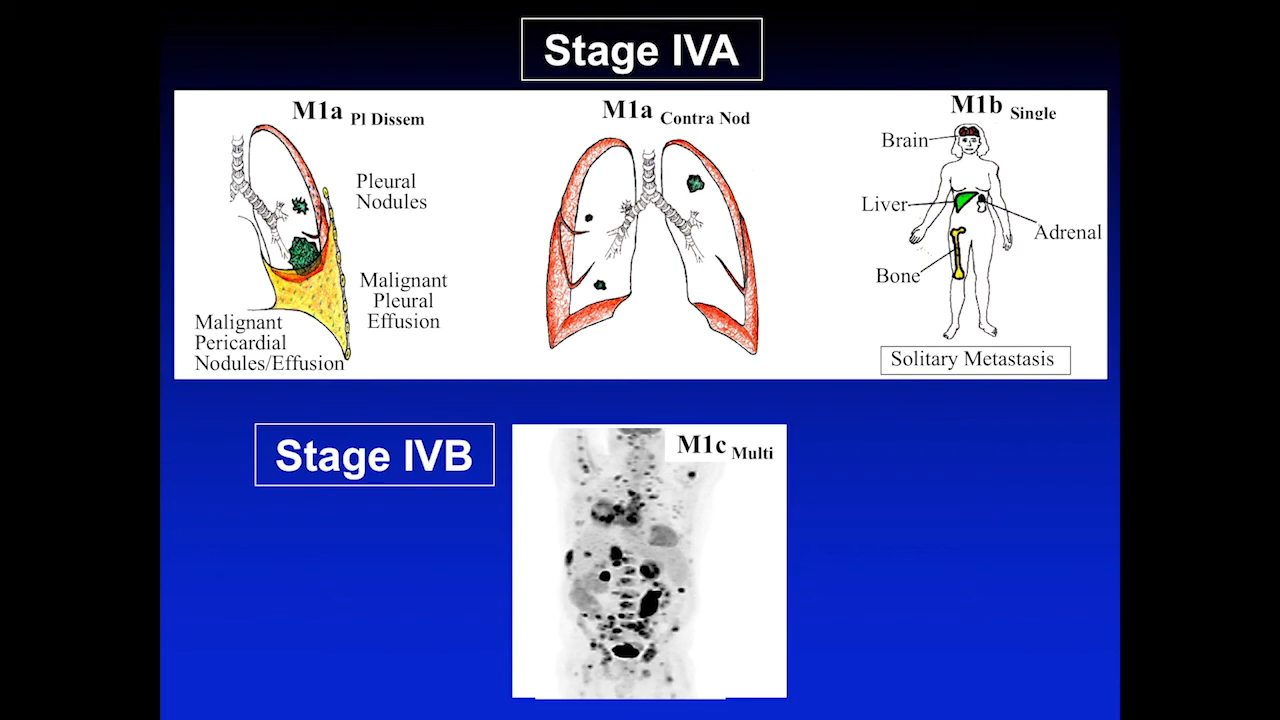 Stage IVA
M1a Pl Dissem
Pleural
Nodules
Malignant
Pleural
Effusion
Malignant
Pericardial
Nodules/Effusion
M1a Contra Nod
M1b Single
Brain
Liver
Adrenal
Bone
Solitary Metastasis
Stage IVB
M1c Multi